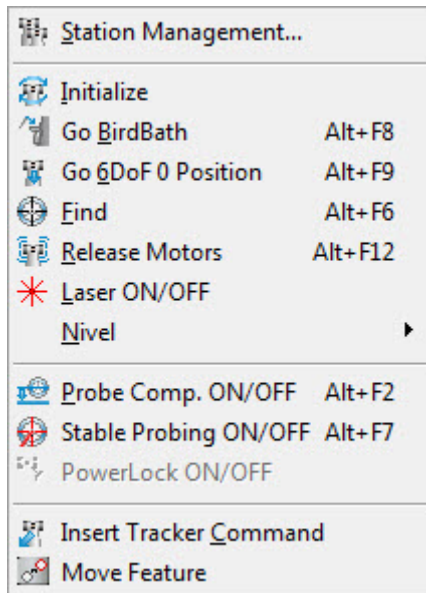 Station Management...
Initialize
Go BirdBath Alt+F8
Go 6DoF 0 Position Alt+F9
Find Alt+F6
Release Motors Alt+F12
Laser ON/OFF
Nivel
Probe Comp. ON/OFF Alt+F2
Stable Probing ON/OFF Alt+F7
PowerLock ON/OFF
Insert Tracker Command
Move Feature